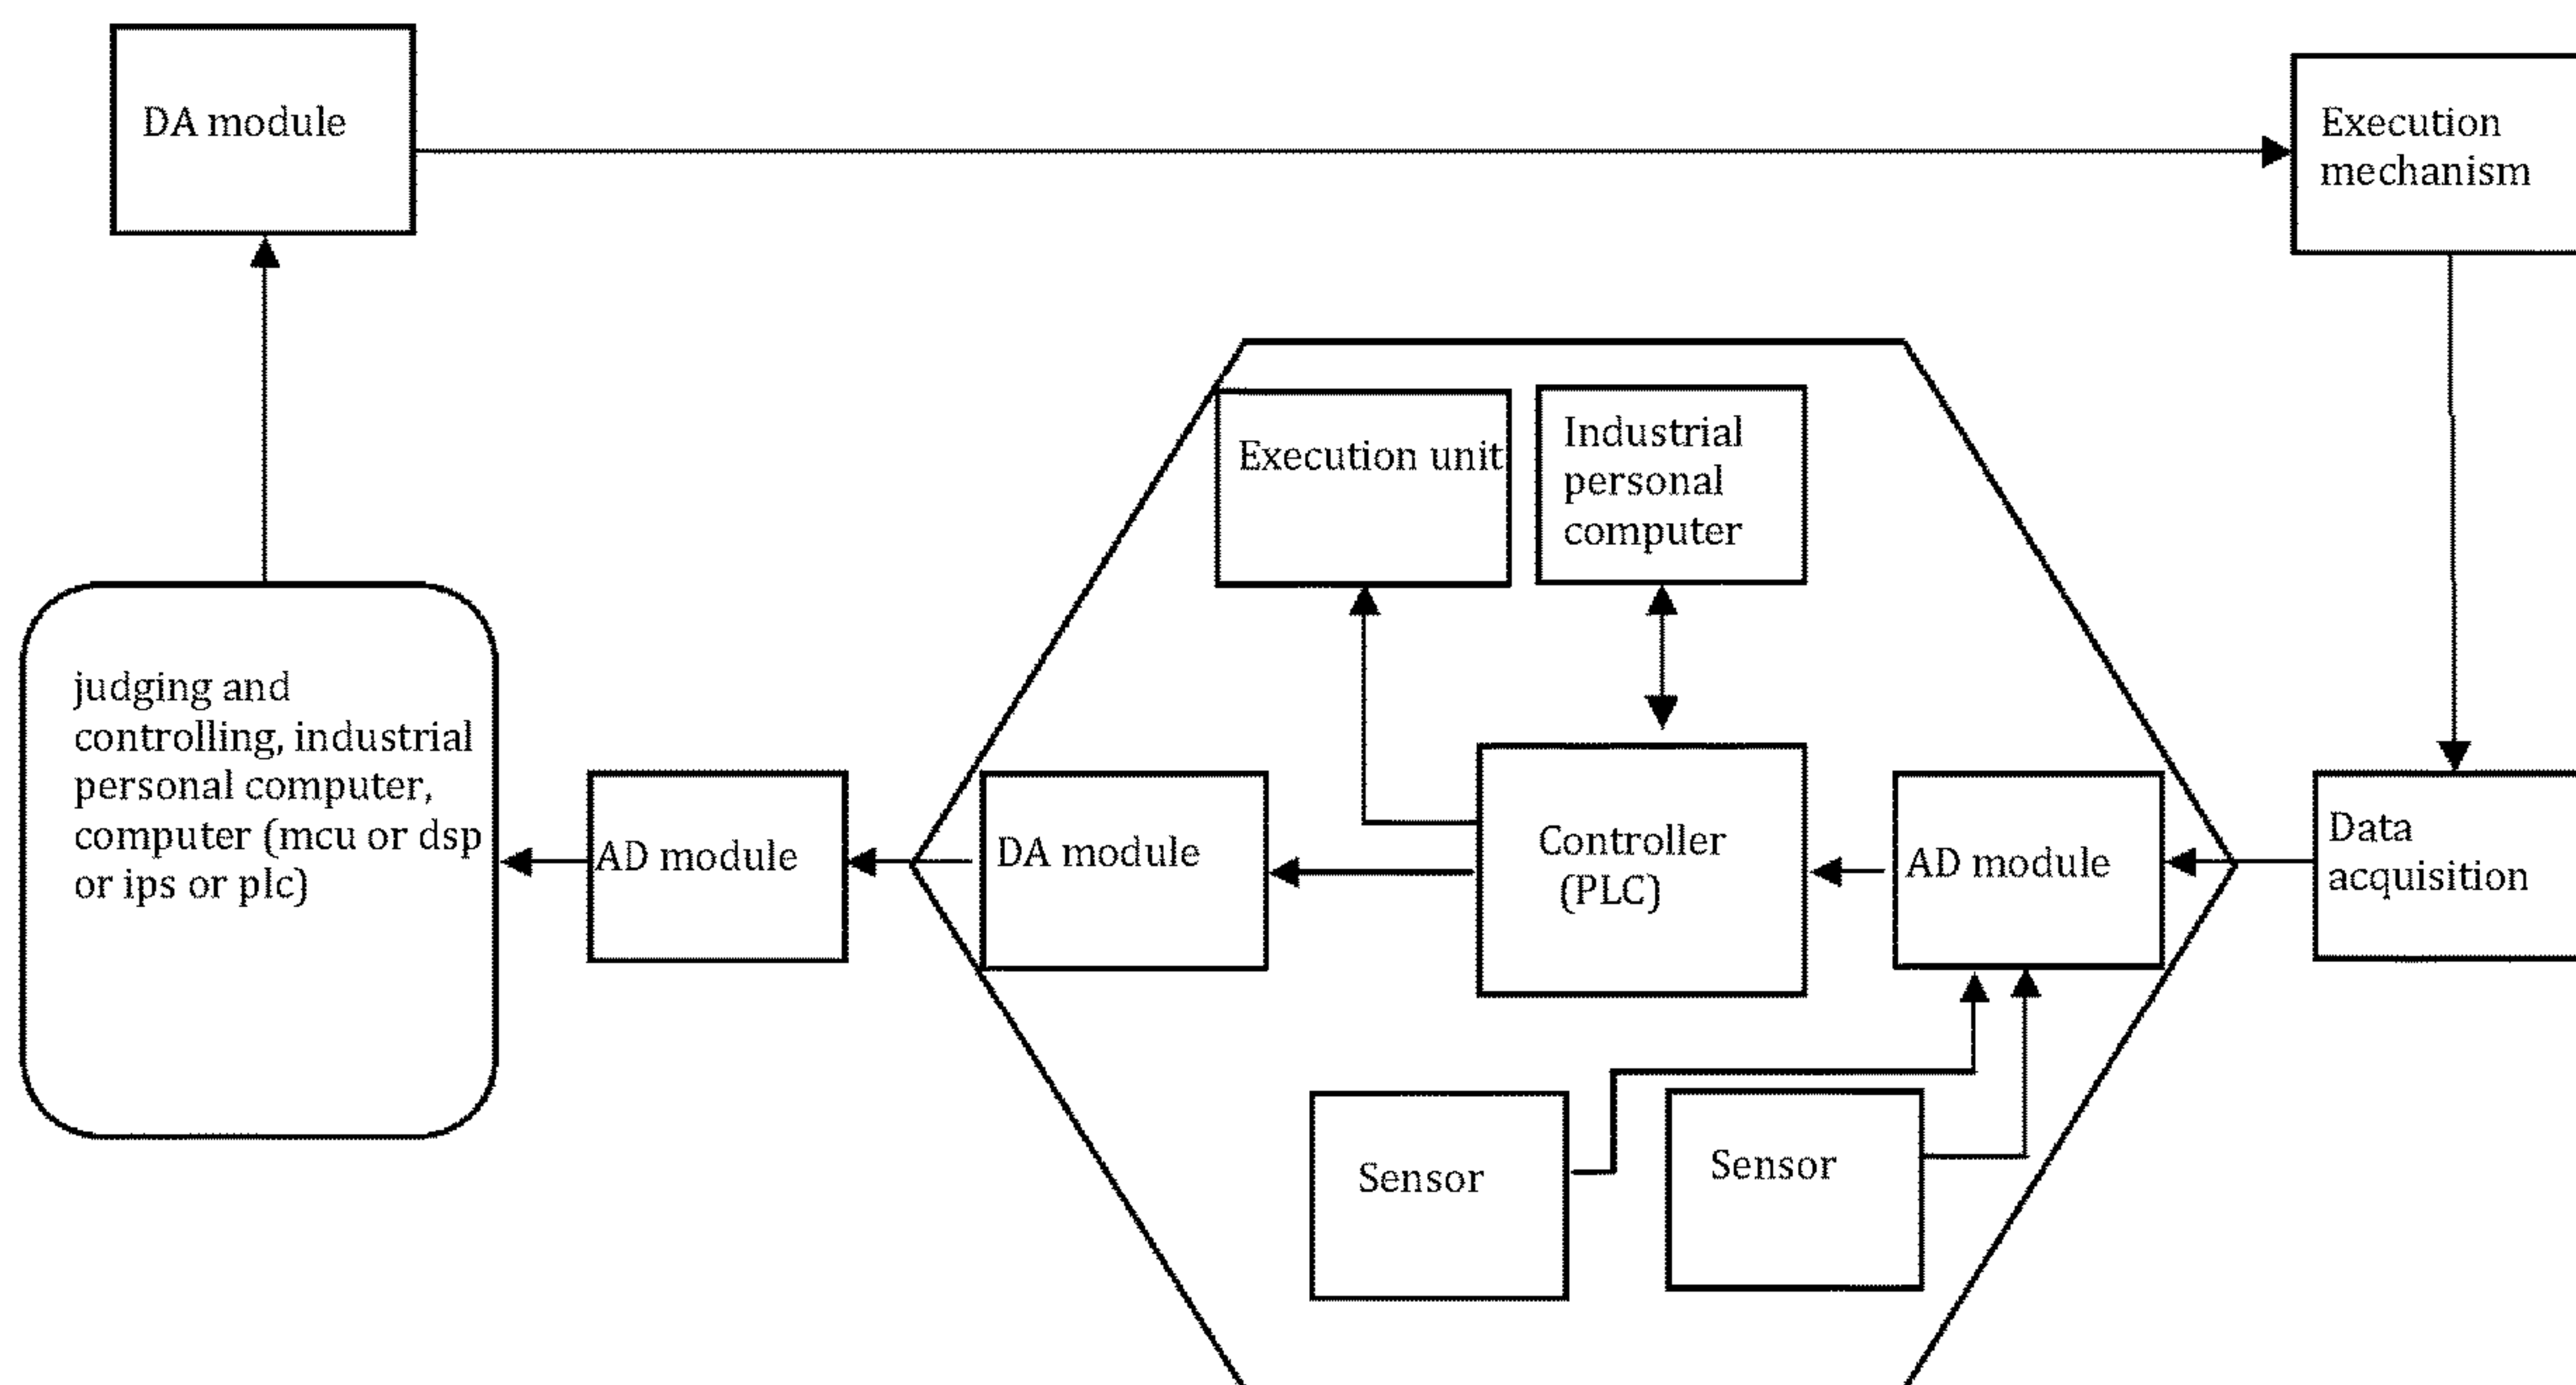 DA module
Execution
mechanism
Execution unit
Industrial
personal
computer
judging and
controlling, industrial
personal computer,
computer (mcu or dsp
or ips or plc)
AD module
DA module
Controller
(PLC)
AD module
Data
acquisition
Sensor
Sensor